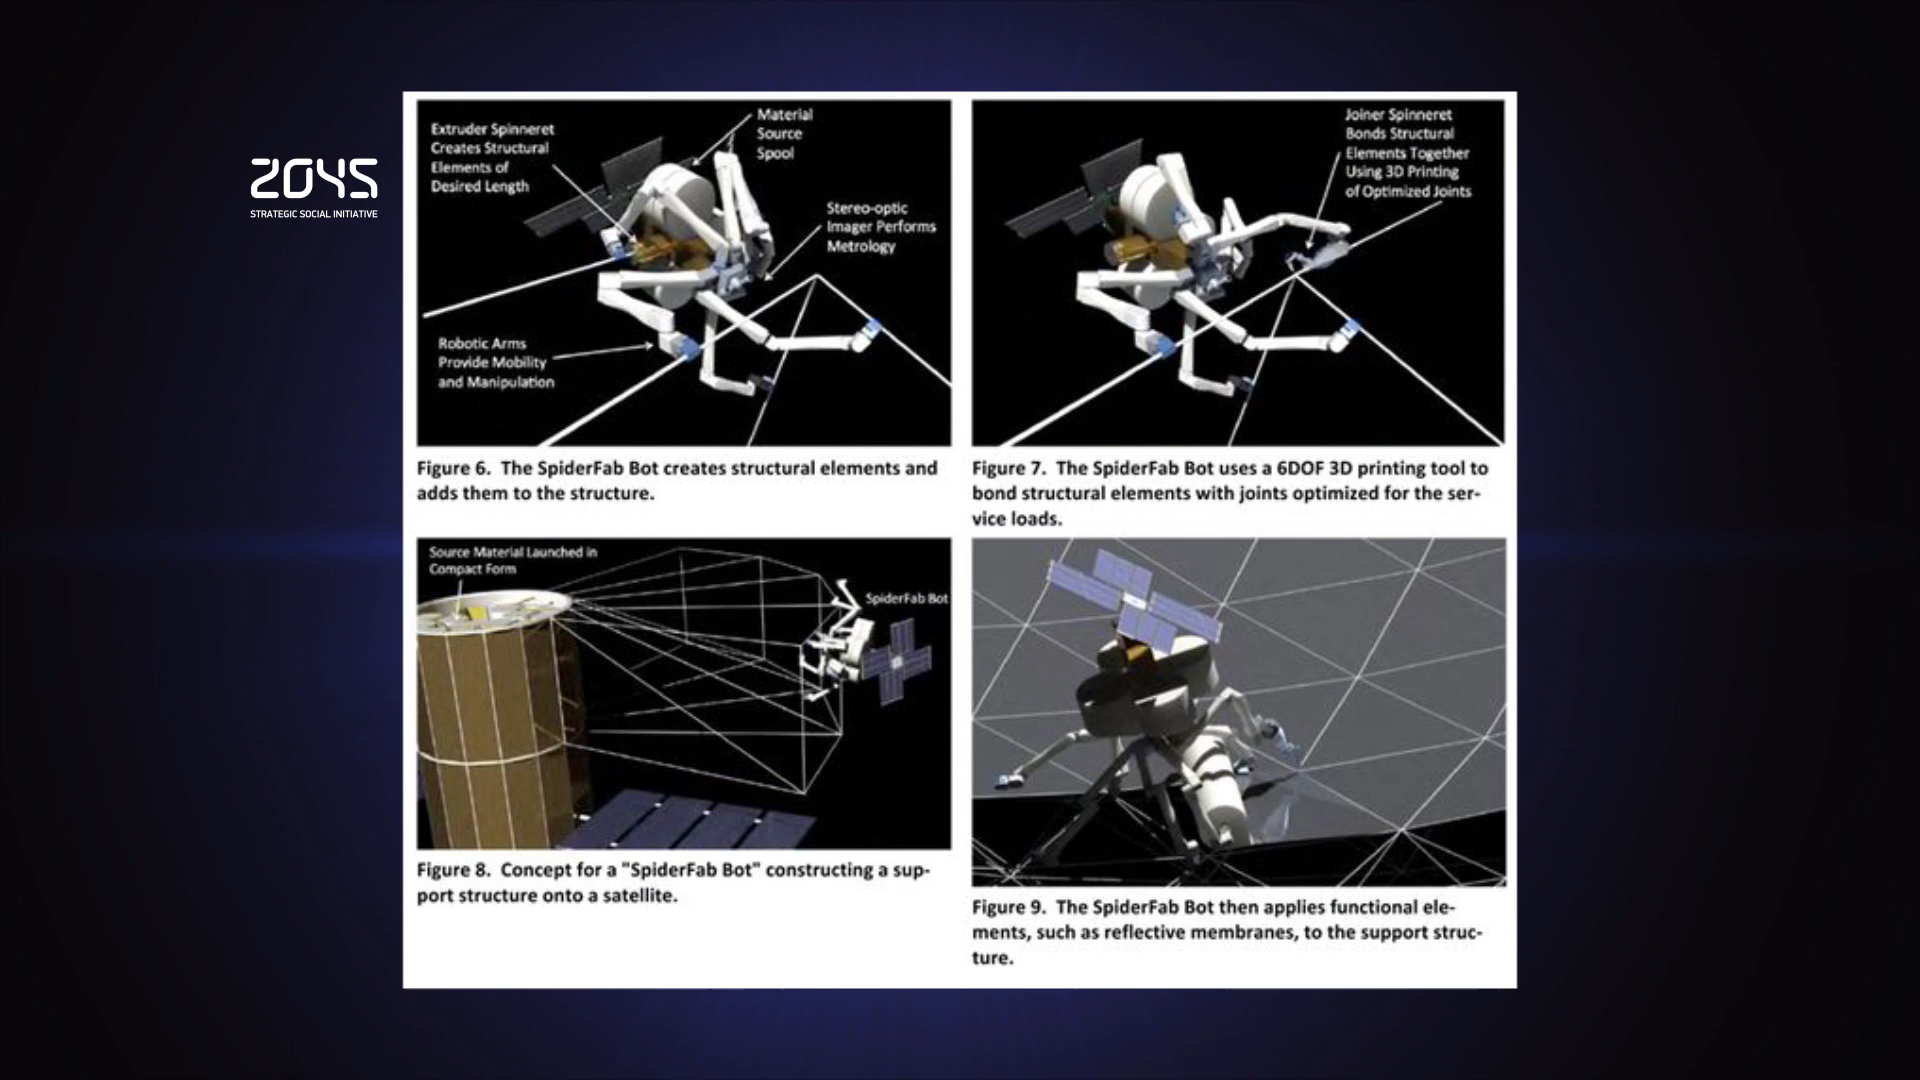 2045
STRATEGIC SOCIAL INITIATIVE
Extruder Spinneret
Creates Structural
Elements of
Desired Length
Material
Source
Spool
Stereo-optic
Imager Performs
Metrology
Robotic Arms
Provide Mobility
and Manipulation
Figure 6. The SpiderFab Bot creates structural elements and
adds them to the structure.
Joiner Spinneret
Bonds Structural
Elements Together
Using 3D Printing
of Optimized Joints
Figure 7. The SpiderFab Bot uses a 6DOF 3D printing tool to
bond structural elements with joints optimized for the ser-
vice loads.
Source Material Launched in
Compact Form
SpiderFab Bot
Figure 8. Concept for a "SpiderFab Bot" constructing a sup-
port structure onto a satellite.
Figure 9. The SpiderFab Bot then applies functional ele-
ments, such as reflective membranes, to the support struc-
ture.